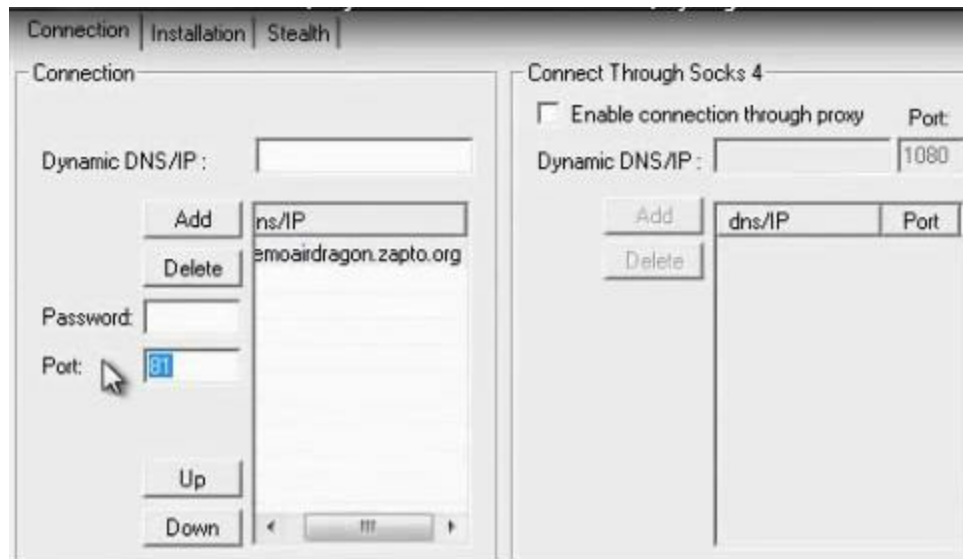 Connection Installation Stealth
Connection
Dynamic DNS/IP :
Add
Delete
ns/IP
emoairdragon.zapto.org
Password:
Port:
81
Up
Down
Connect Through Socks 4
Enable connection through proxy
Port:
Dynamic DNS/IP :
1080
Add
Delete
dns/IP Port